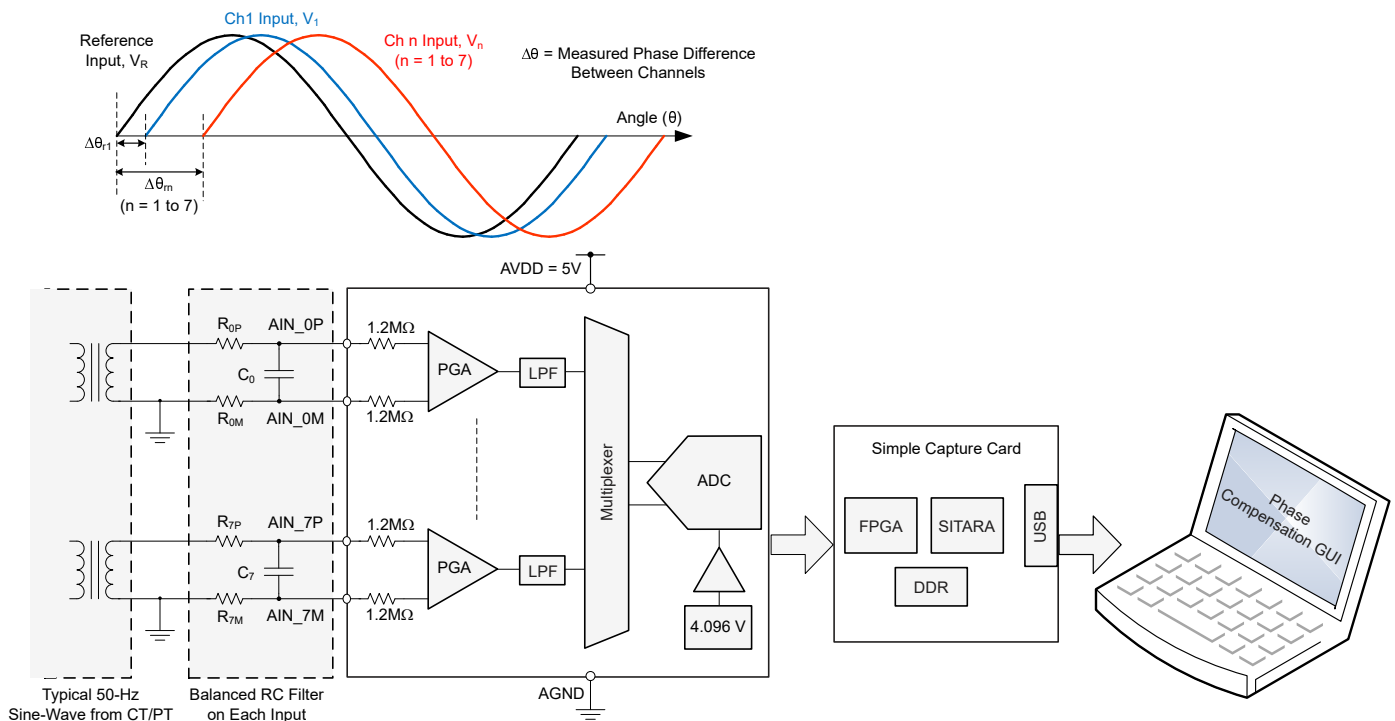 Ch1 Input, V1
Reference
Input, VR
Ch n Input, Vn
(n = 1 to 7)
Δθ = Measured Phase Difference
Between Channels
Angle (θ)
Δθr1
Δθrn
(n = 1 to 7)
AVDD = 5V
R0P
AIN_0P
1.2MΩ
C0
PGA
LPF
R0M
AIN_0M
1.2MΩ
Multiplexer
ADC
R7P
AIN_7P
1.2MΩ
C7
PGA
LPF
R7M
AIN_7M
1.2MΩ
4.096 V
AGND
Simple Capture Card
FPGA
SITARA
USB
DDR
Phase
Compensation GUI
Typical 50-Hz
Sine-Wave from CT/PT
Balanced RC Filter
on Each Input